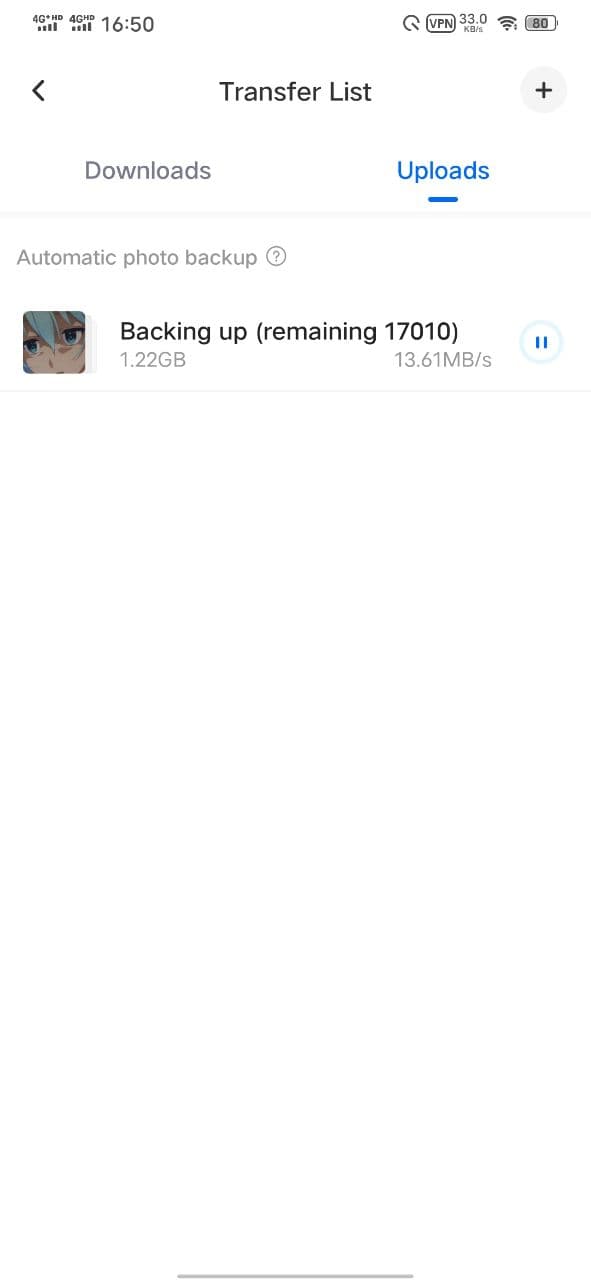 4G+HD 4GHD 16:50 VPN 33.0 KB/s 80
Transfer List
Downloads Uploads
Automatic photo backup ?
Backing up (remaining 17010)
1.22GB 13.61MB/s